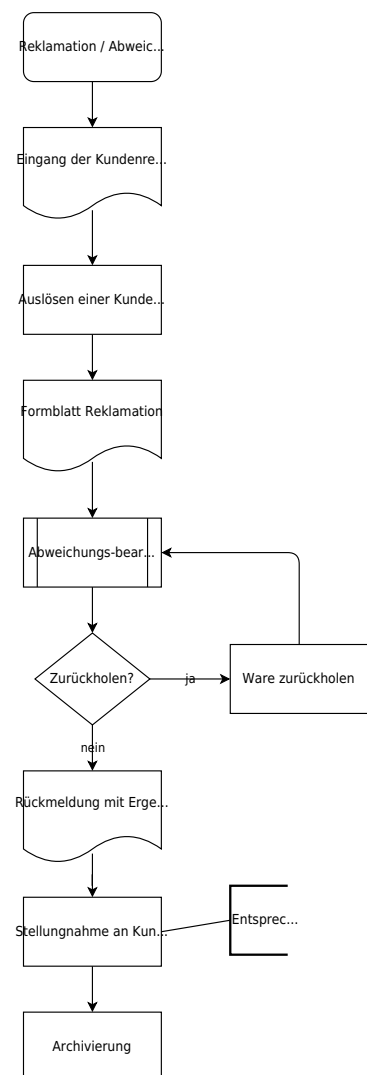 Reklamation / Abweic...
Eingang der Kundenre...
Auslösen einer Kunde...
Formblatt Reklamation
Abweichungs-bear...
Zurückholen?
ja
Ware zurückholen
nein
Rückmeldung mit Erge...
Stellungnahme an Kun...
Entsprec...
Archivierung